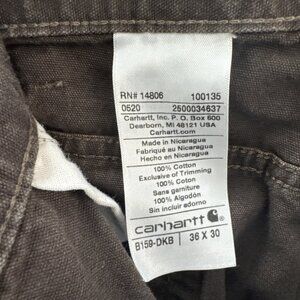 RN# 14806 100135
0520 2500034637
Carhartt, Inc. P.O. Box 600
Dearborn, MI 48121 USA
Carhartt.com
Made in Nicaragua
Fabriqué au Nicaragua
Hecho en Nicaragua
100% Cotton
Exclusive of Trimming
100% Coton
Sans garniture
100% Algodón
Sin incluir adorno
carhartt
B159-DKB 36 X 30